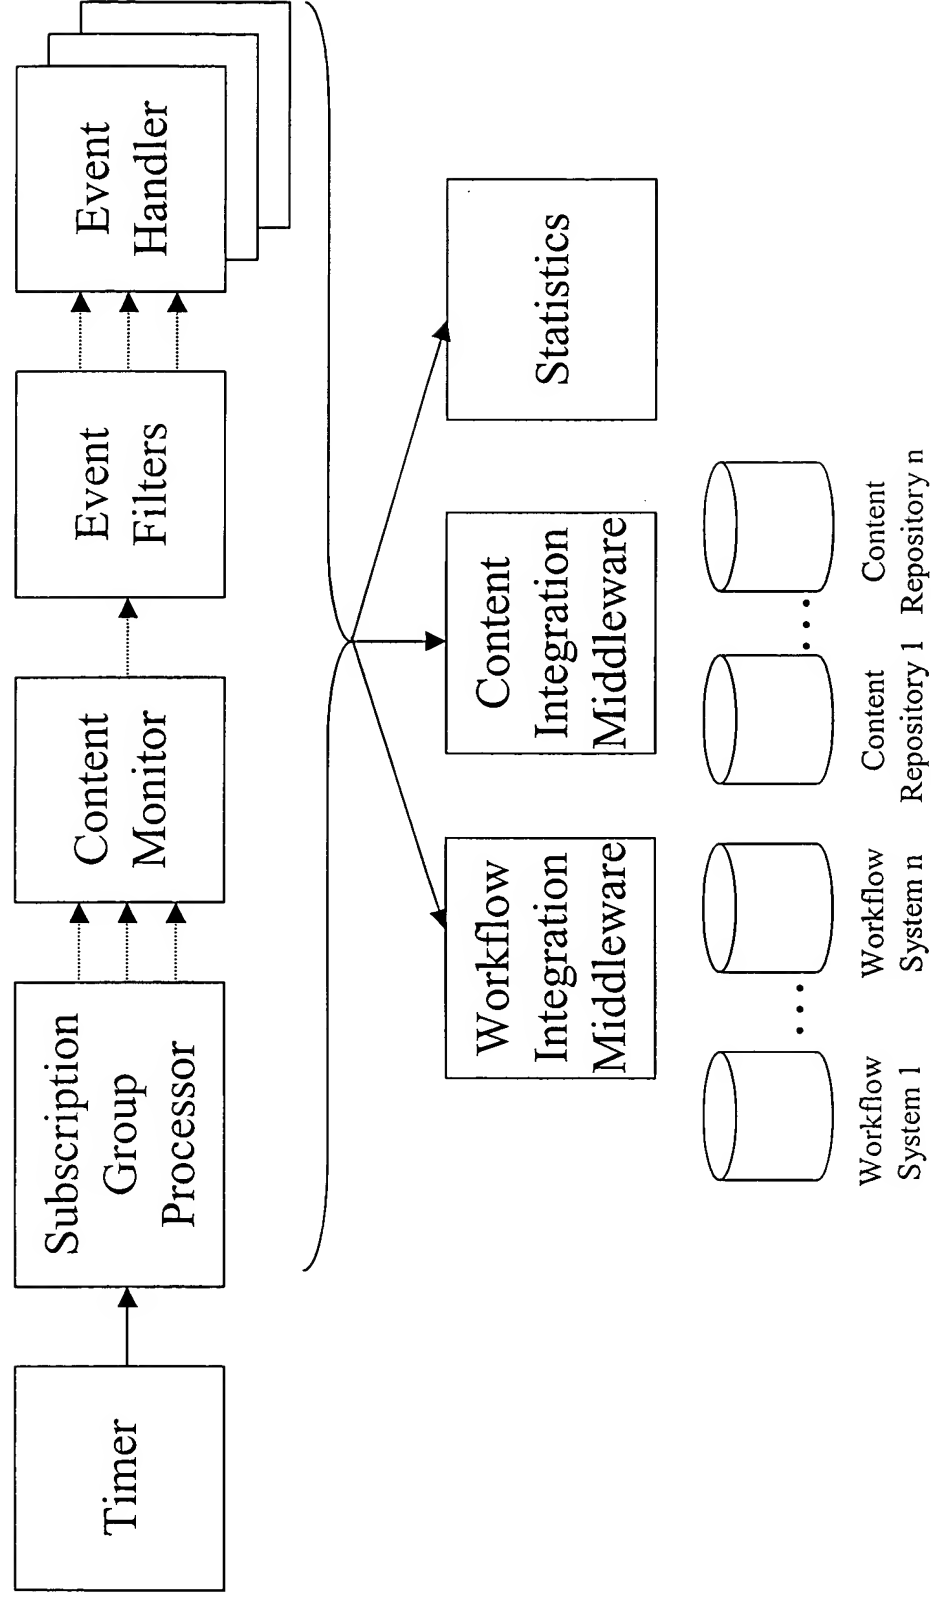 Timer
Subscription
Group
Processor
Content
Monitor
Event
Filters
Event
Handler
Workflow
Integration
Middleware
Content
Integration
Middleware
Statistics
Workflow
System 1
Workflow
System n
Content
Repository 1
Content
Repository n